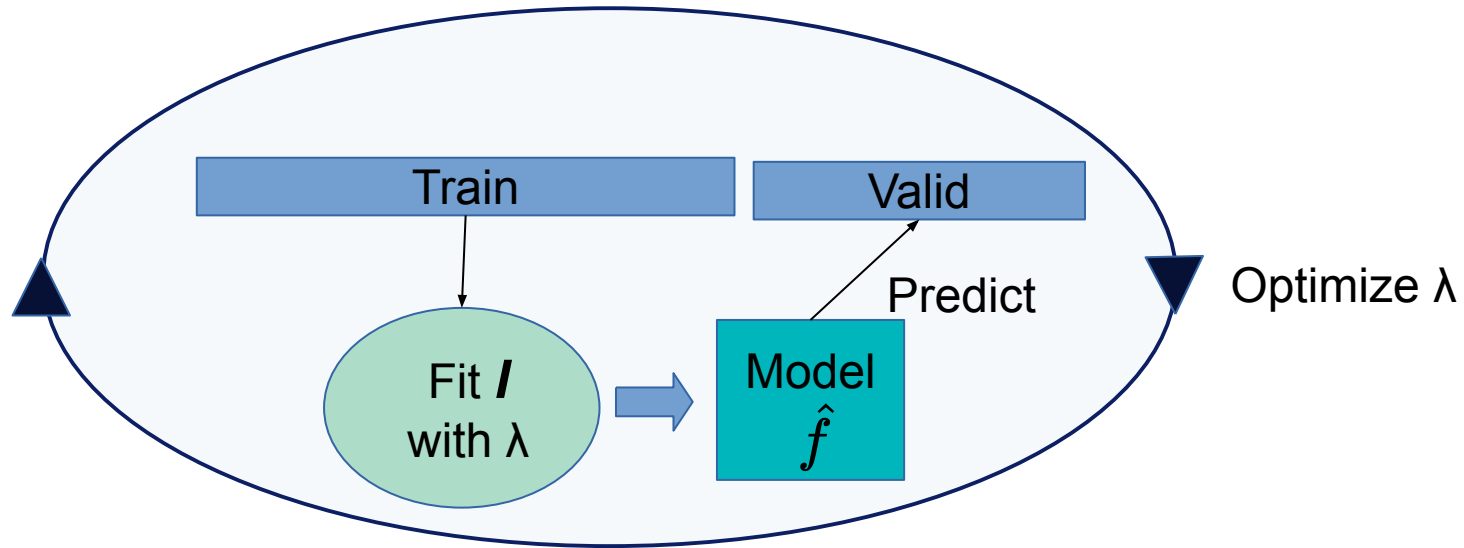 Train
Valid
Predict
Optimize λ
Fit I
with λ
Model
f̂